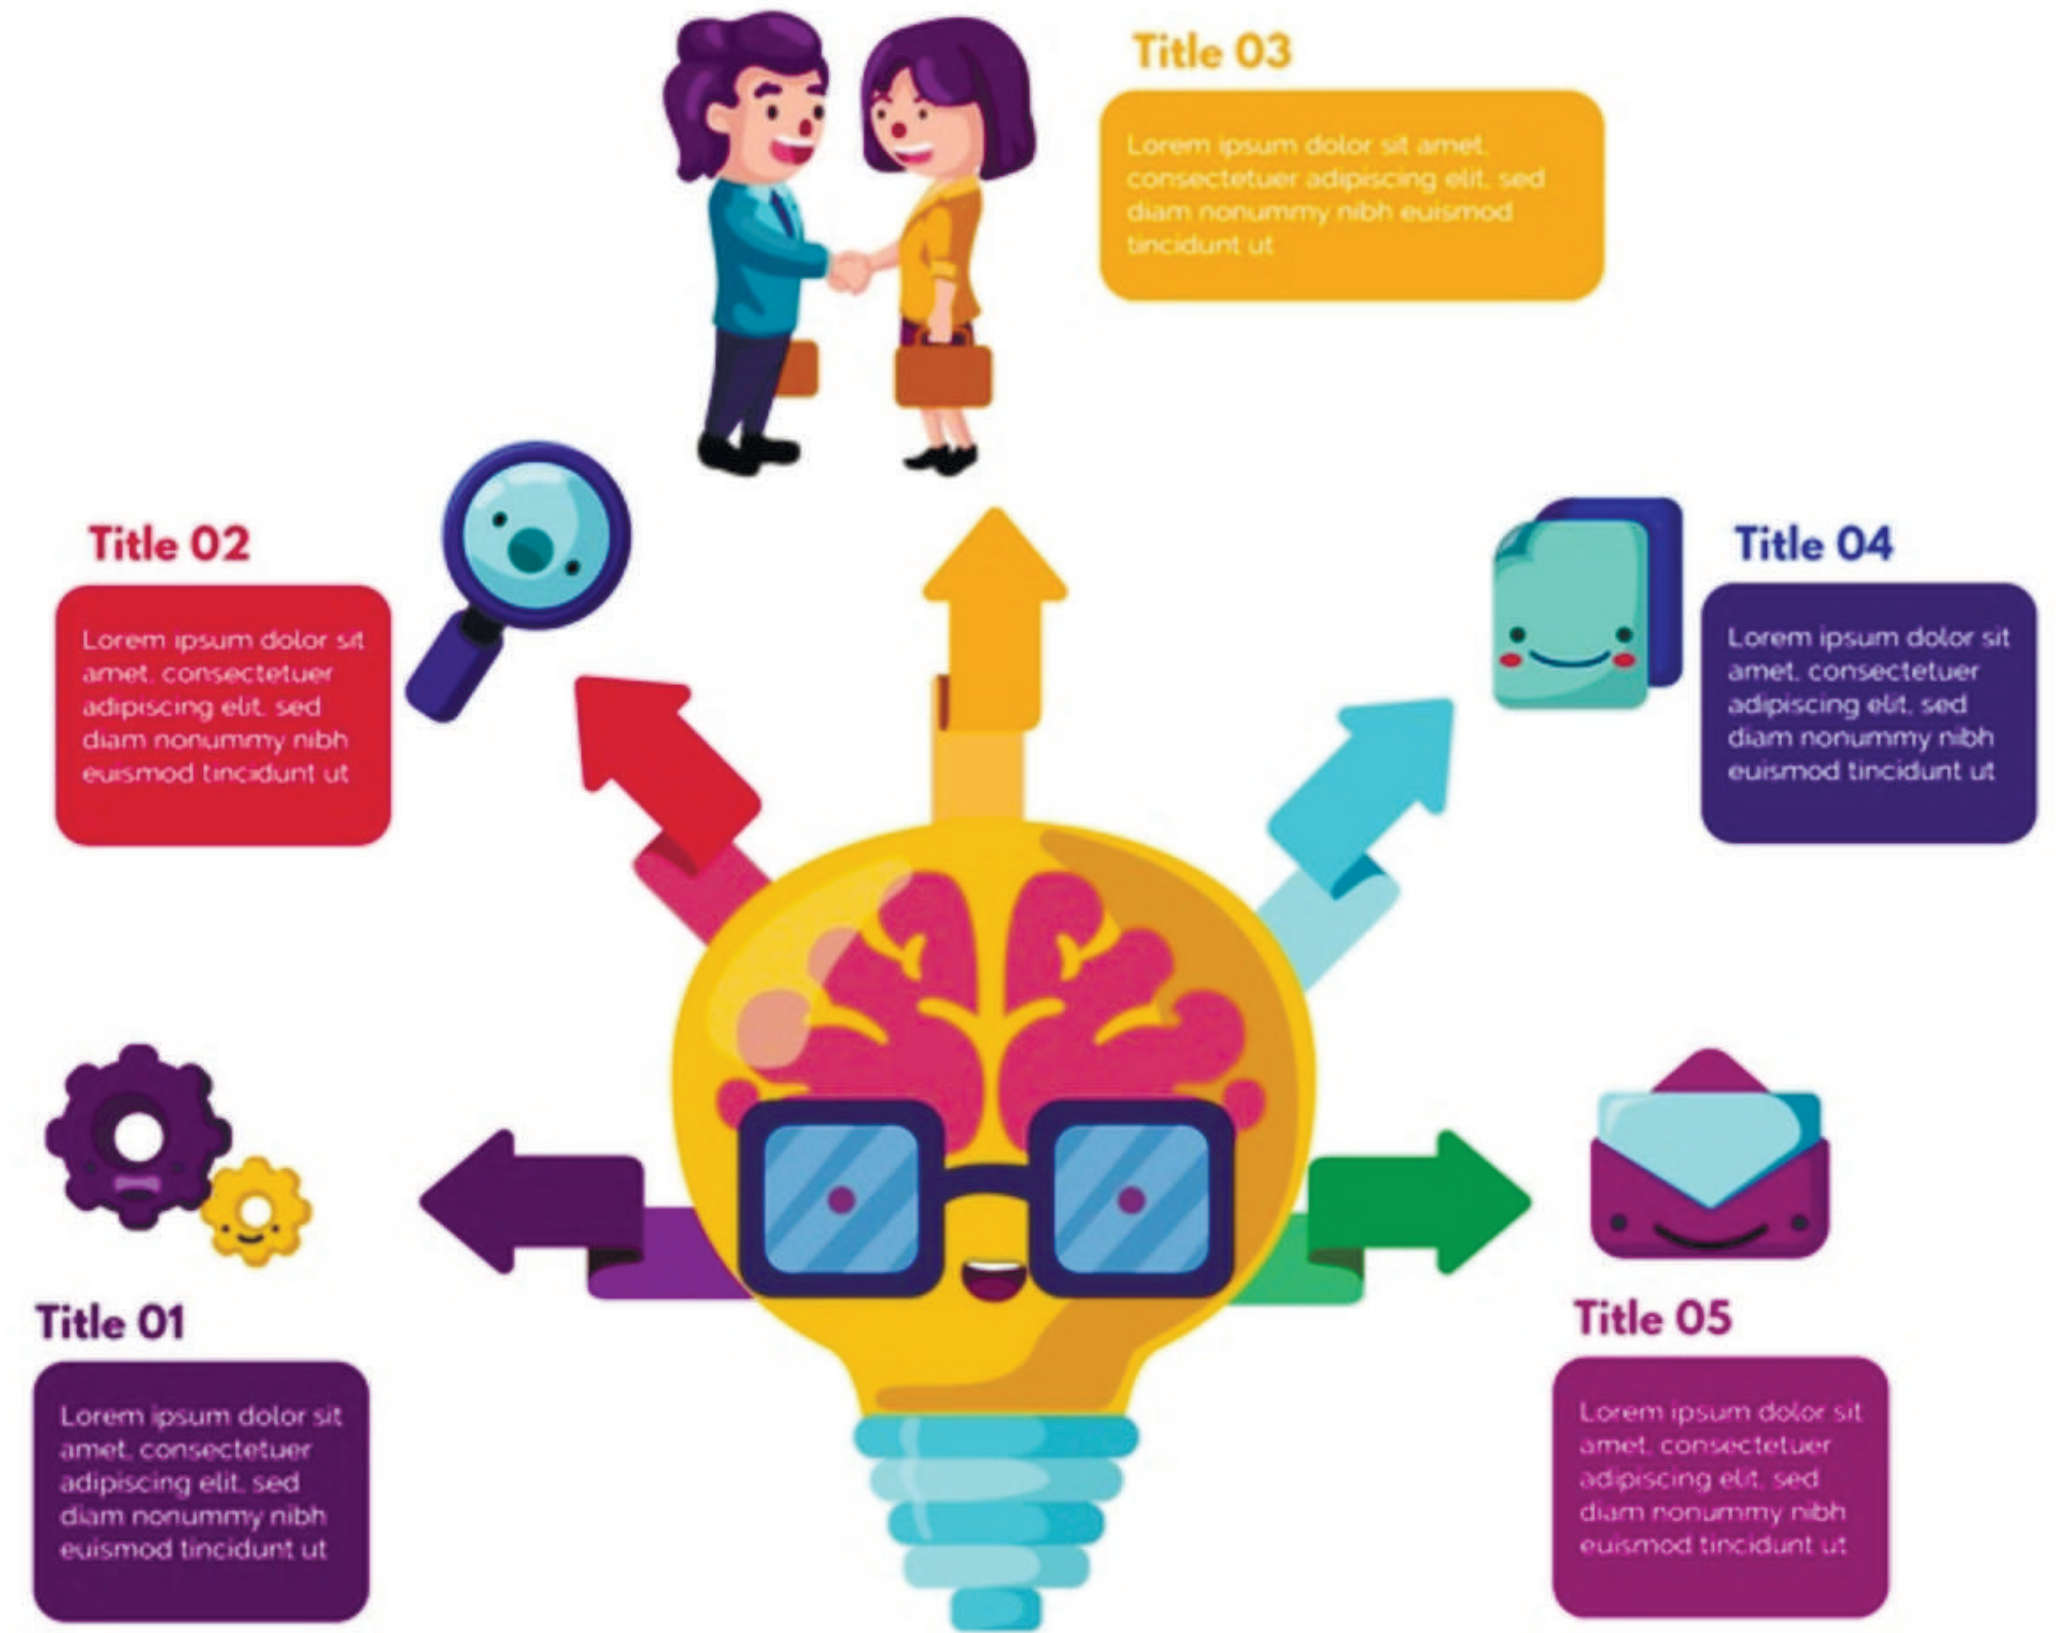 Title 03
Lorem ipsum dolor sit amet,
consectetuer adipiscing elit, sed
diam nonummy nibh euismod
tincidunt ut
Title 02
Lorem ipsum dolor sit
amet, consectetuer
adipiscing elit, sed
diam nonummy nibh
euismod tincidunt ut
Title 04
Lorem ipsum dolor sit
amet, consectetuer
adipiscing elit, sed
diam nonummy nibh
euismod tincidunt ut
Title 01
Lorem ipsum dolor sit
amet, consectetuer
adipiscing elit, sed
diam nonummy nibh
euismod tincidunt ut
Title 05
Lorem ipsum dolor sit
amet, consectetuer
adipiscing elit, sed
diam nonummy nibh
euismod tincidunt ut